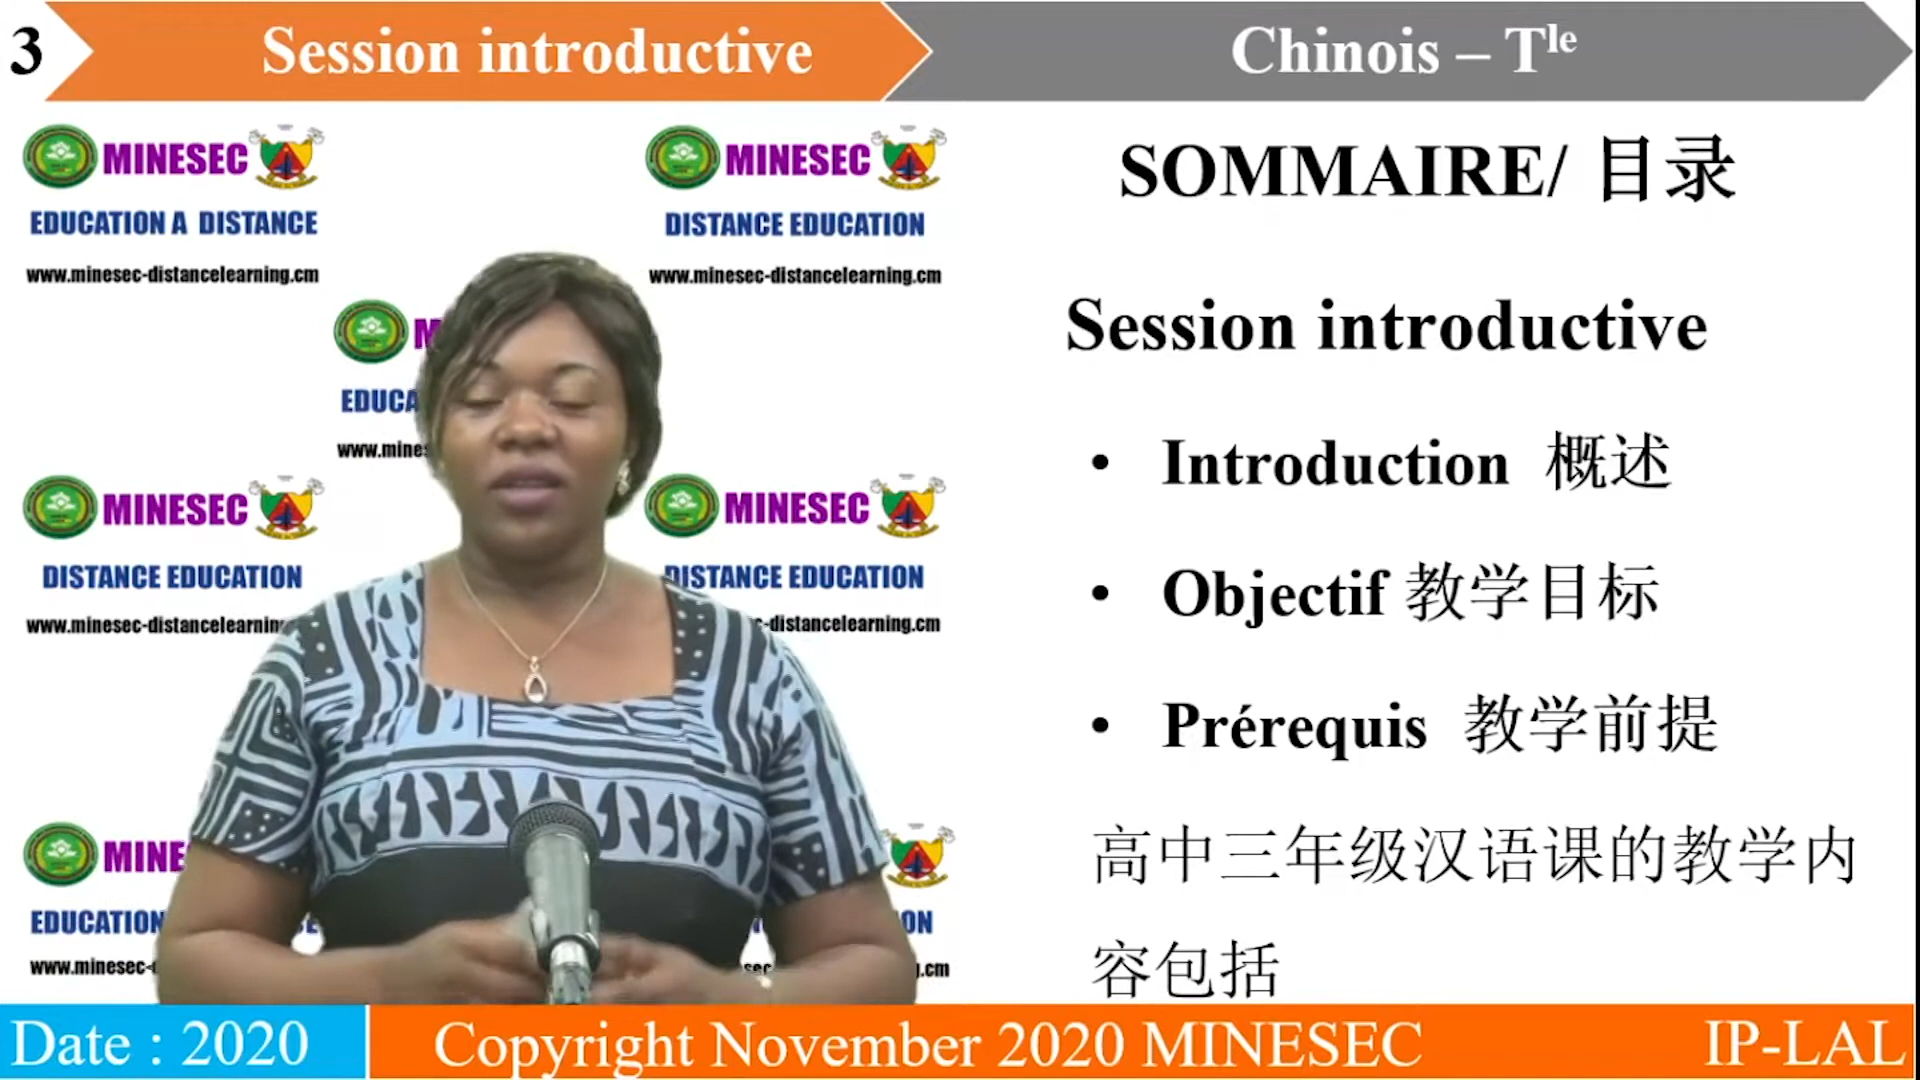 3
Session introductive
Chinois – Tle
MINESEC
EDUCATION A DISTANCE
www.minesec-distancelearning.cm
MINESEC
DISTANCE EDUCATION
www.minesec-distancelearning.cm
MINESEC
DISTANCE EDUCATION
MINESEC
DISTANCE EDUCATION
SOMMAIRE/ 目录
Session introductive
• Introduction 概述
• Objectif 教学目标
• Prérequis 教学前提
高中三年级汉语课的教学内
容包括
Date : 2020
Copyright November 2020 MINESEC
IP-LAL